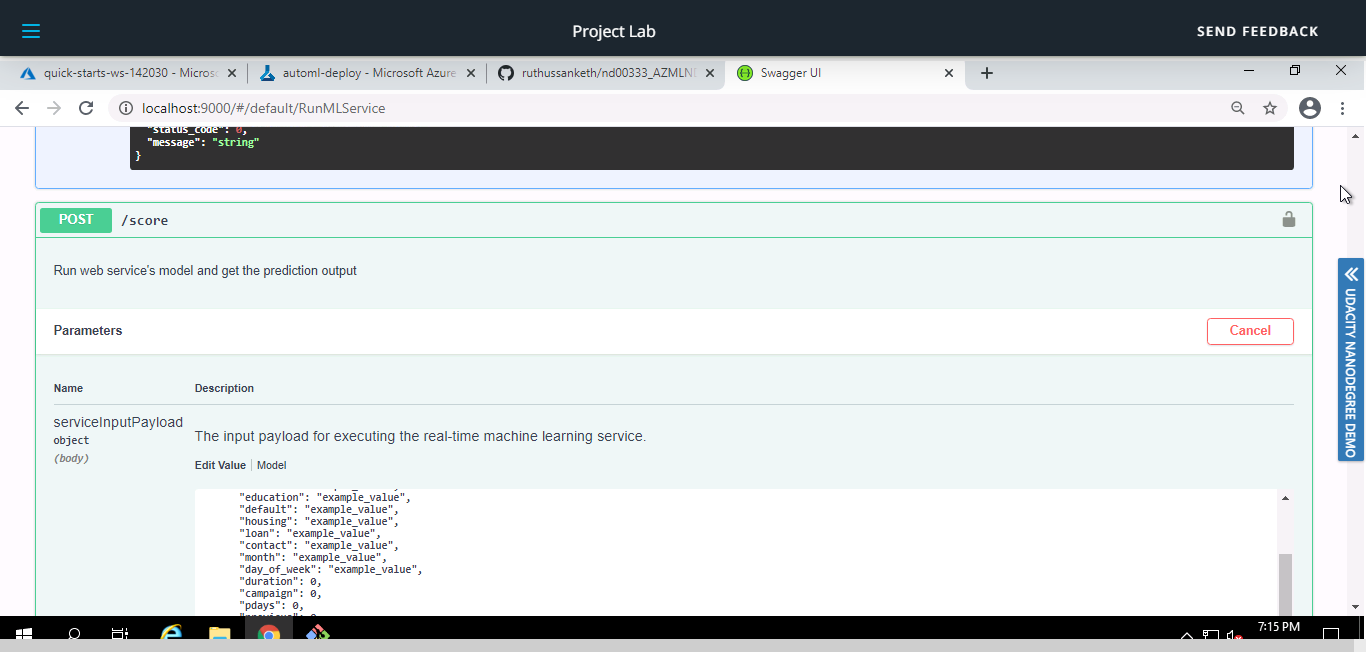 Project Lab
SEND FEEDBACK
quick-starts-ws-142030 - Micros
automl-deploy - Microsoft Azure
ruthussanketh/nd00333_AZMLN
Swagger UI
localhost:9000/#/default/RunMLService
"status_code": 0,
"message": "string"
}
POST /score
Run web service's model and get the prediction output
Parameters
Cancel
Name Description
serviceInputPayload
object
(body)
The input payload for executing the real-time machine learning service.
Edit Value Model
"education": "example_value",
"default": "example_value",
"housing": "example_value",
"loan": "example_value",
"contact": "example_value",
"month": "example_value",
"day_of_week": "example_value",
"duration": 0,
"campaign": 0,
"pdays": 0,
UDACITY NANODEGREE DEMO
7:15 PM